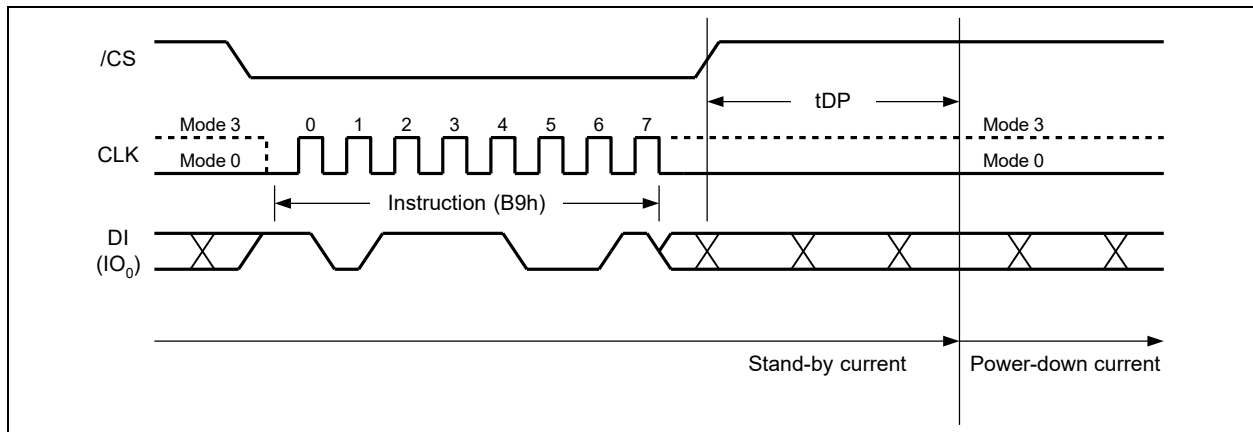 /CS
tDP
Mode 3
0 1 2 3 4 5 6 7
Mode 3
CLK
Mode 0
Mode 0
Instruction (B9h)
DI
(IO0)
Stand-by current
Power-down current